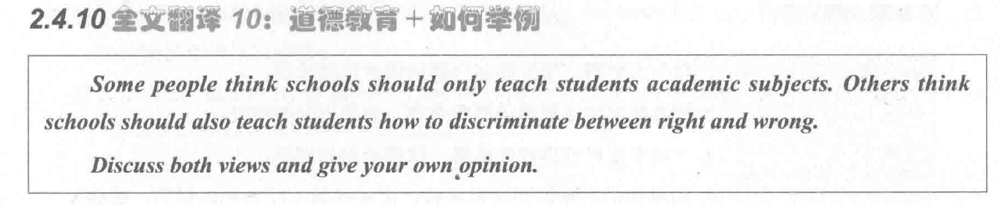 2.4.10 全文翻译 10：道德教育＋如何举例
Some people think schools should only teach students academic subjects. Others think
schools should also teach students how to discriminate between right and wrong.
Discuss both views and give your own opinion.